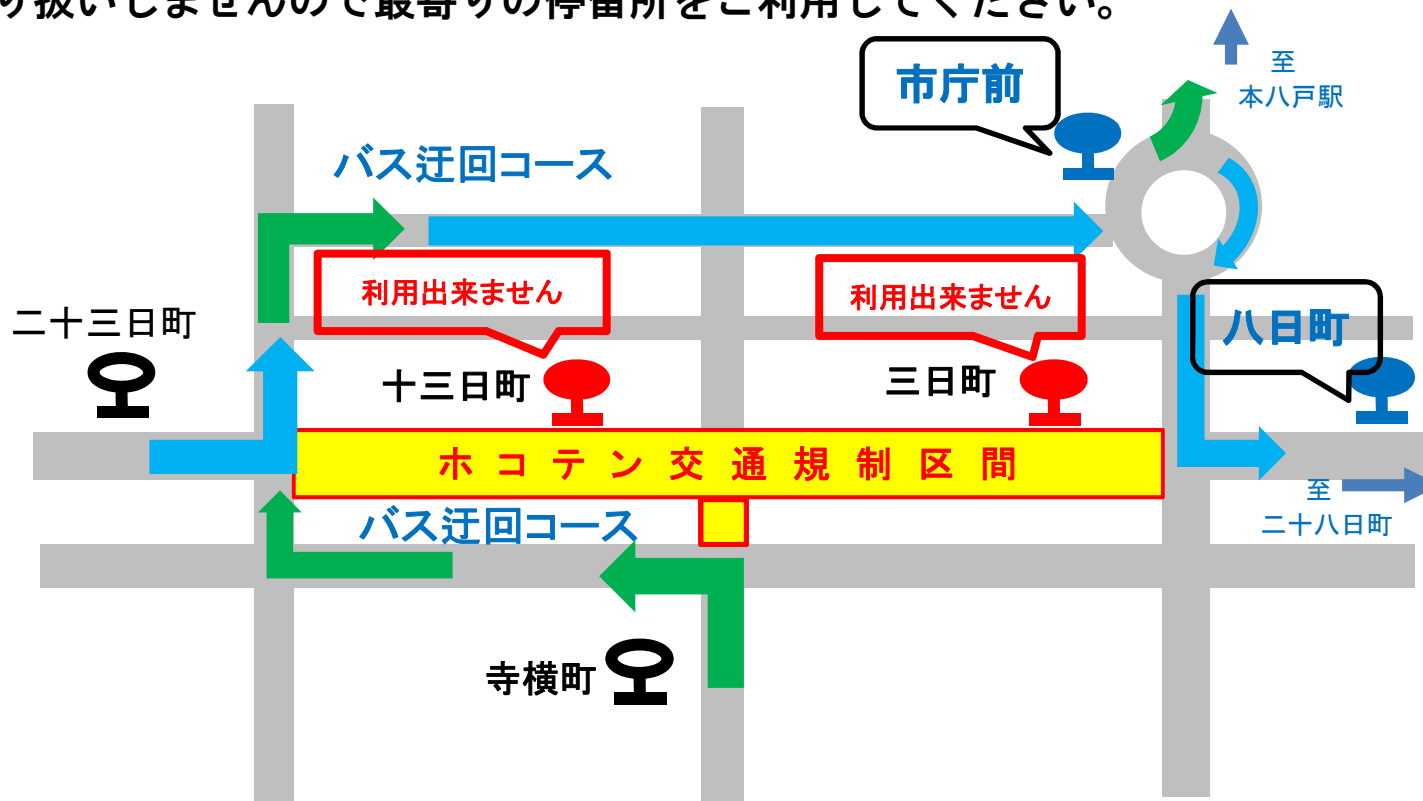 り扱いしませんので最寄りの停留所をご利用してください。
市庁前
至
本八戸駅
バス迂回コース
利用出来ません
利用出来ません
二十三日町
八日町
十三日町
三日町
ホコテン交通規制区間
至
二十八日町
バス迂回コース
寺横町